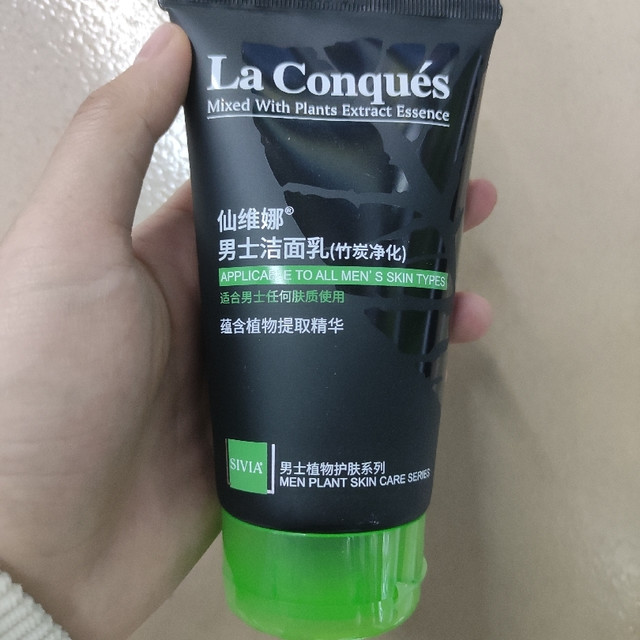 La Conqués
Mixed With Plants Extract Essence
仙维娜®
男士洁面乳(竹炭净化)
APPLICABLE TO ALL MEN'S SKIN TYPES
适合男士任何肤质使用
蕴含植物提取精华
SIVIA
男士植物护肤系列
MEN PLANT SKIN CARE SERIES